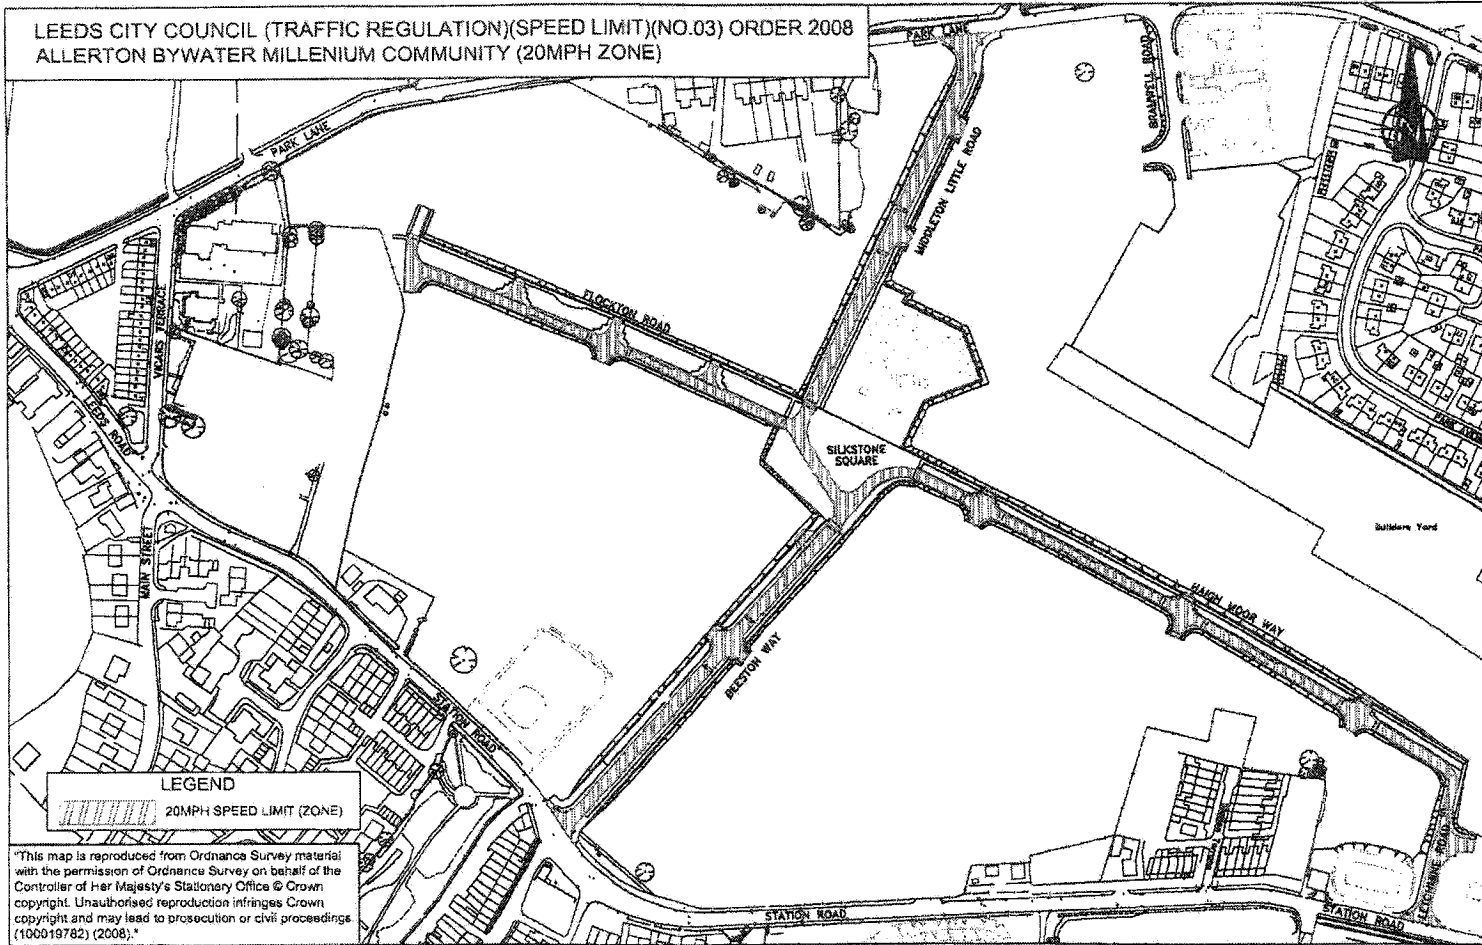 LEEDS CITY COUNCIL (TRAFFIC REGULATION)(SPEED LIMIT)(NO.03) ORDER 2008
ALLERTON BYWATER MILLENIUM COMMUNITY (20MPH ZONE)
PARK LANE
BRAMWELL ROAD
PARK LANE
MIDDLETON LITTLE ROAD
FLOCKTON ROAD
VICARS TERRACE
LEEDS ROAD
SILKSTONE
SQUARE
Builders Yard
MAIN STREET
HAIGH MOOR WAY
BEESTON WAY
STATION ROAD
LEGEND
20MPH SPEED LIMIT (ZONE)
"This map is reproduced from Ordnance Survey material
with the permission of Ordnance Survey on behalf of the
Controller of Her Majesty's Stationary Office © Crown
copyright. Unauthorised reproduction infringes Crown
copyright and may lead to prosecution or civil proceedings
(100019782) (2008)."
STATION ROAD
STATION ROAD